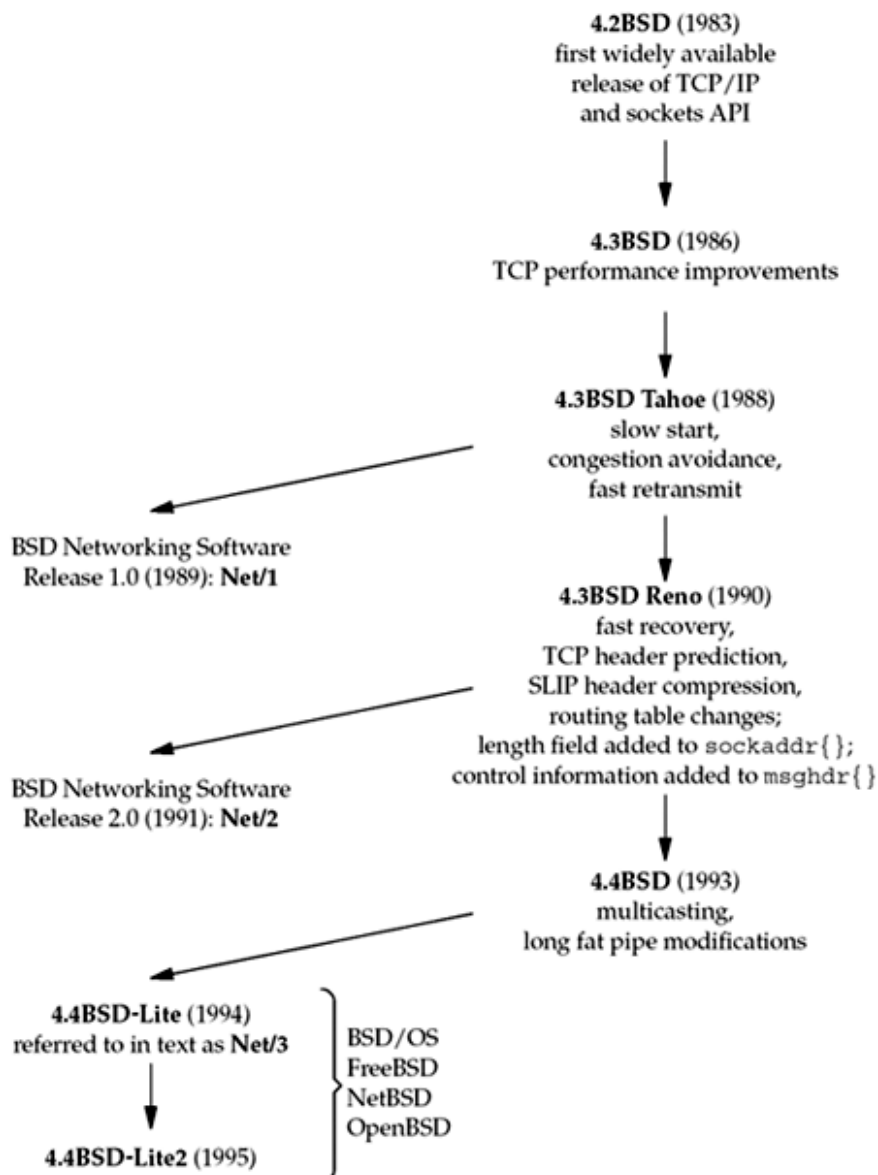 4.2BSD (1983)
first widely available
release of TCP/IP
and sockets API
4.3BSD (1986)
TCP performance improvements
4.3BSD Tahoe (1988)
slow start,
congestion avoidance,
fast retransmit
BSD Networking Software
Release 1.0 (1989): Net/1
4.3BSD Reno (1990)
fast recovery,
TCP header prediction,
SLIP header compression,
routing table changes;
length field added to sockaddr{};
control information added to msghdr{}
BSD Networking Software
Release 2.0 (1991): Net/2
4.4BSD (1993)
multicasting,
long fat pipe modifications
4.4BSD-Lite (1994)
referred to in text as Net/3
4.4BSD-Lite2 (1995)
BSD/OS
FreeBSD
NetBSD
OpenBSD